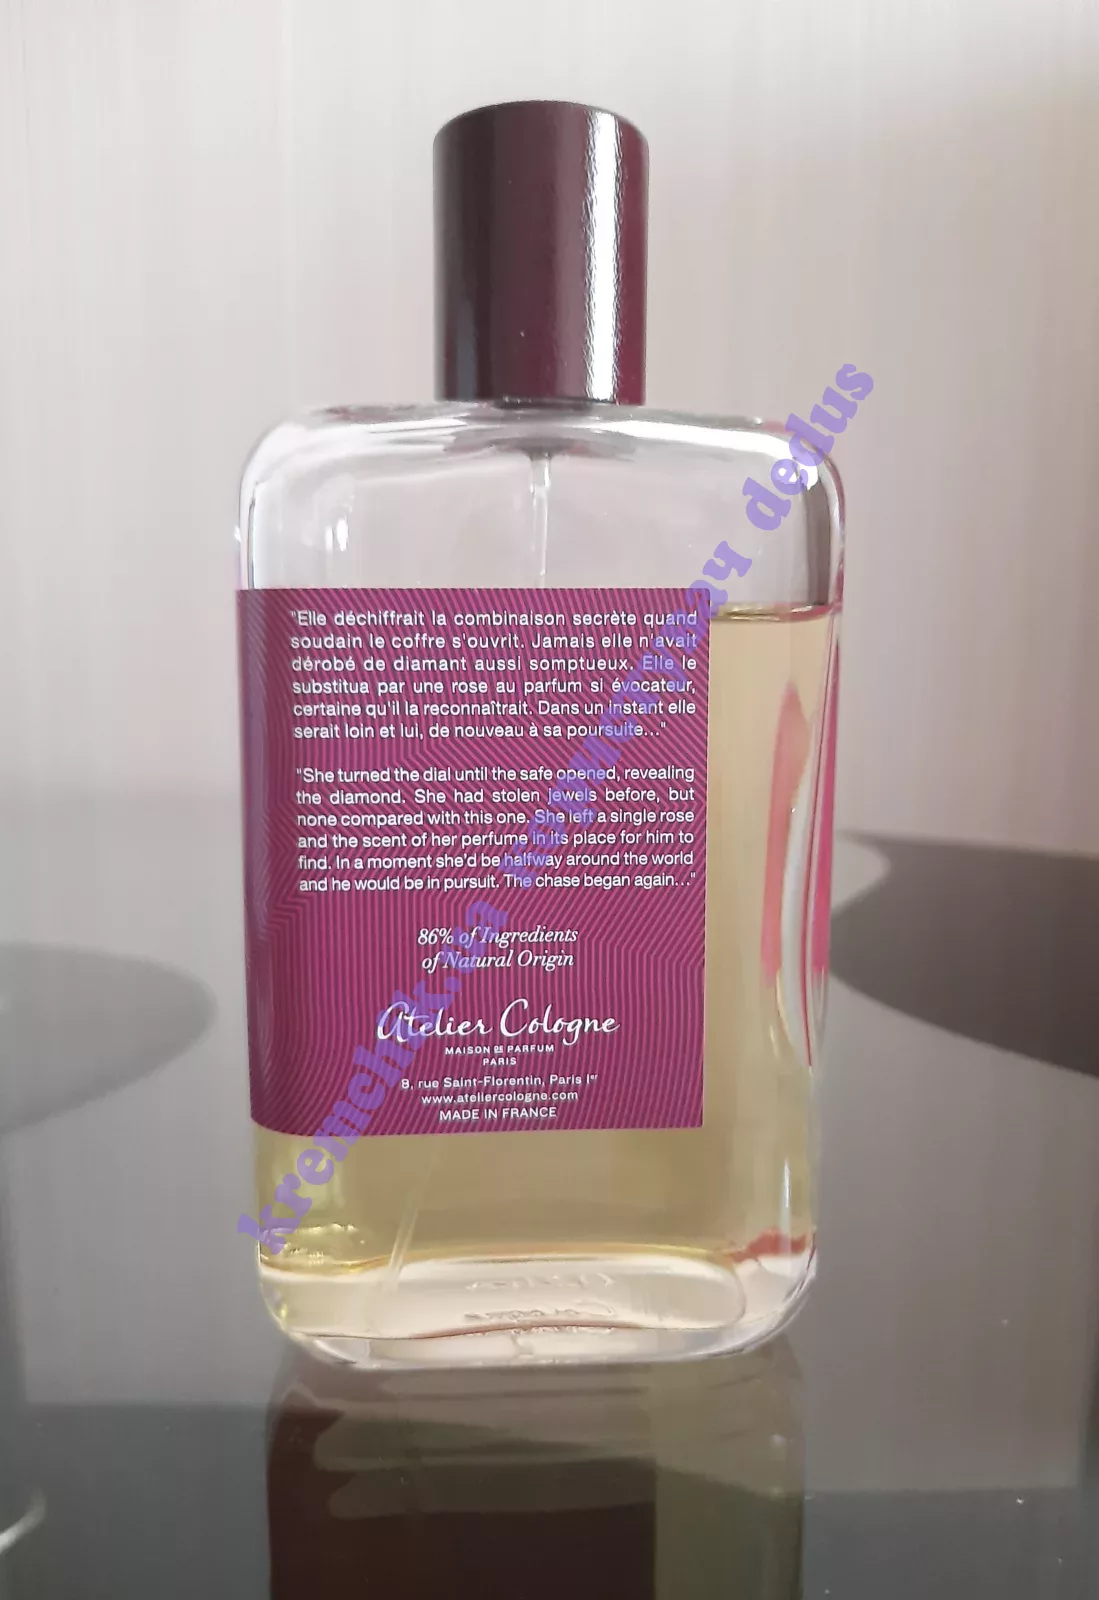 "Elle déchiffrait la combinaison secrète quand
soudain le coffre s'ouvrit. Jamais elle n'avait
dérobé de diamant aussi somptueux. Elle le
substitua par une rose au parfum si évocateur,
certaine qu'il la reconnaîtrait. Dans un instant elle
serait loin et lui, de nouveau à sa poursuite..."
"She turned the dial until the safe opened, revealing
the diamond. She had stolen jewels before, but
none compared with this one. She left a single rose
and the scent of her perfume in its place for him to
find. In a moment she'd be halfway around the world
and he would be in pursuit. The chase began again..."
86% of Ingredients
of Natural Origin
Atelier Cologne
MAISON DE PARFUM
PARIS
8, rue Saint-Florentin, Paris Ier
www.ateliercologne.com
MADE IN FRANCE
kremchik.ua
dedus